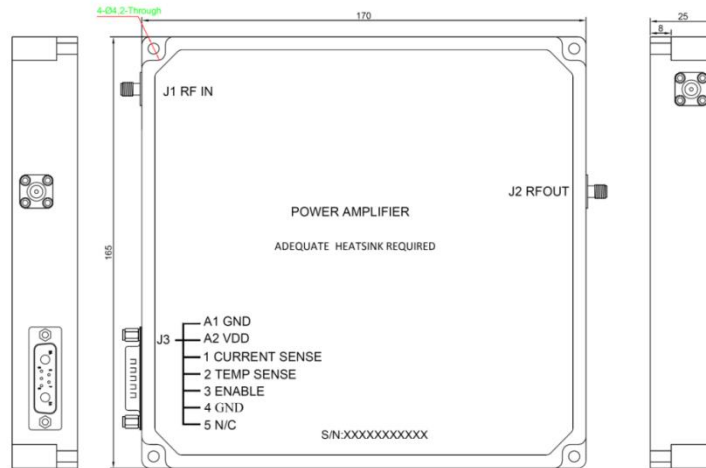 4-Ø4.2-Through
170
25
8
J1 RF IN
J2 RFOUT
165
POWER AMPLIFIER
ADEQUATE HEATSINK REQUIRED
J3
A1 GND
A2 VDD
1 CURRENT SENSE
2 TEMP SENSE
3 ENABLE
4 GND
5 N/C
S/N:XXXXXXXXXXX